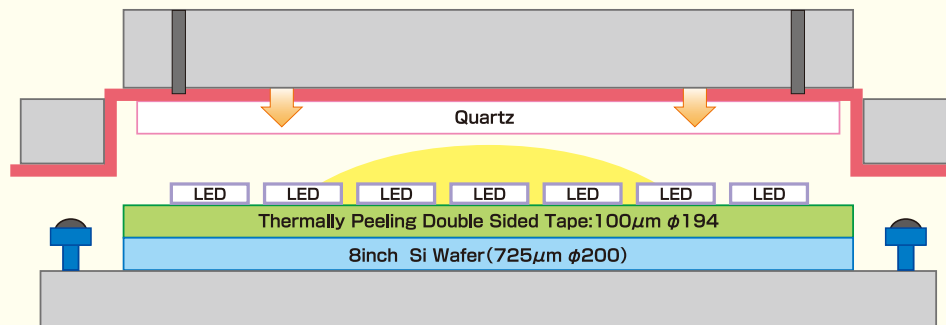 Quartz
LED LED LED LED LED LED LED
Thermally Peeling Double Sided Tape:100μm φ194
8inch Si Wafer(725μm φ200)